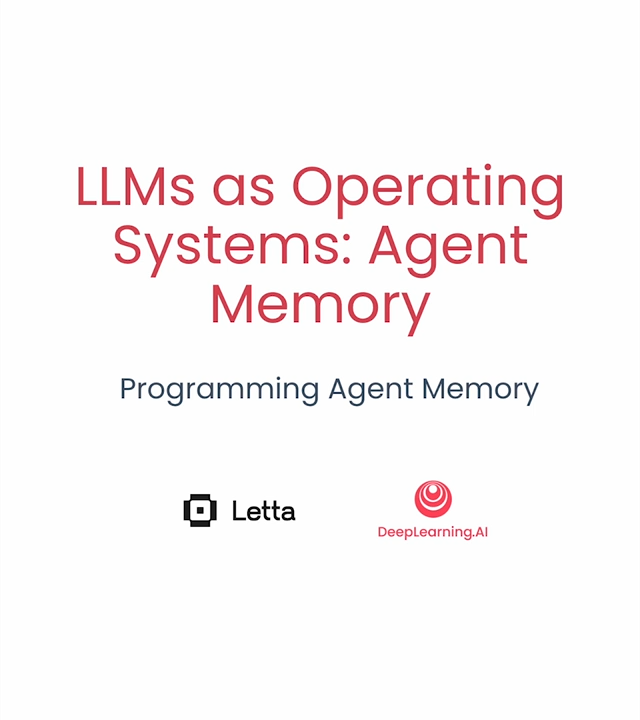 LLMs as Operating
Systems: Agent
Memory
Programming Agent Memory
Letta
DeepLearning.AI